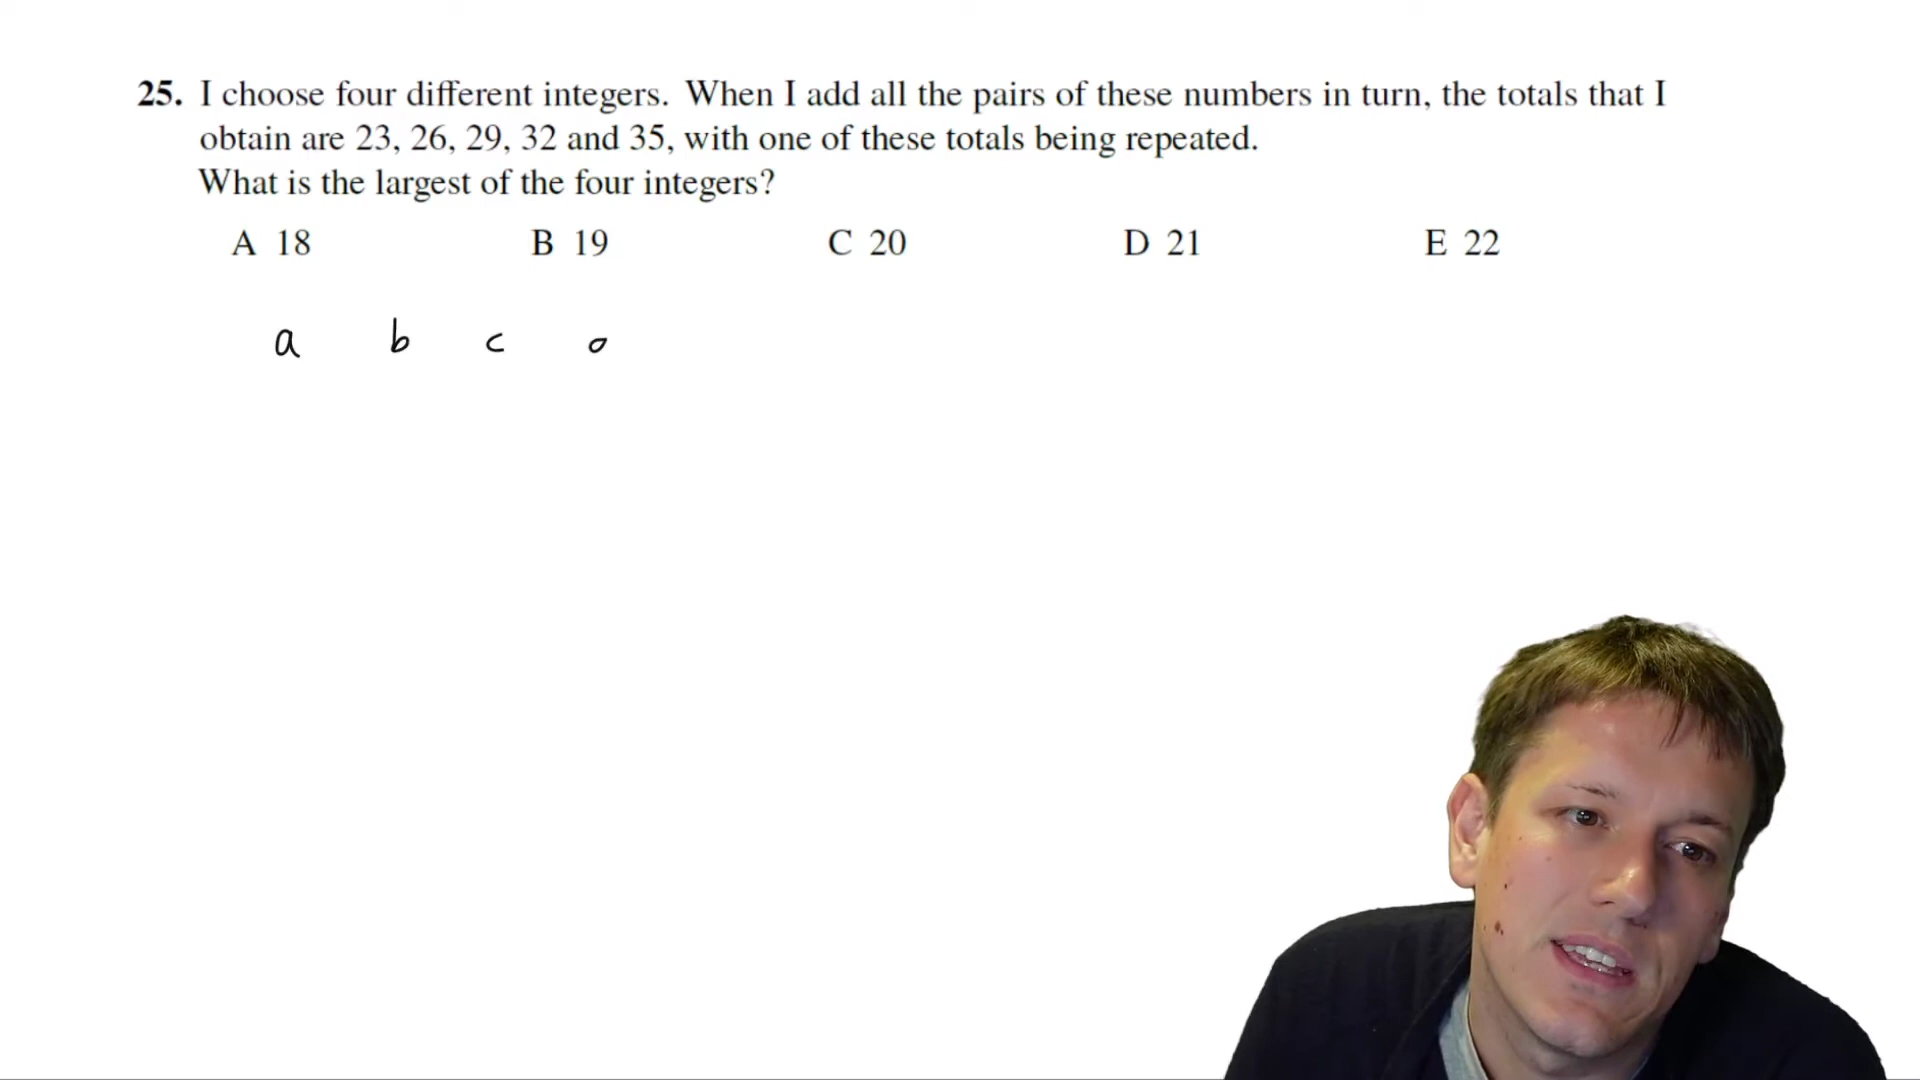 25. I choose four different integers. When I add all the pairs of these numbers in turn, the totals that I
obtain are 23, 26, 29, 32 and 35, with one of these totals being repeated.
What is the largest of the four integers?
A 18 B 19 C 20 D 21 E 22
a b c